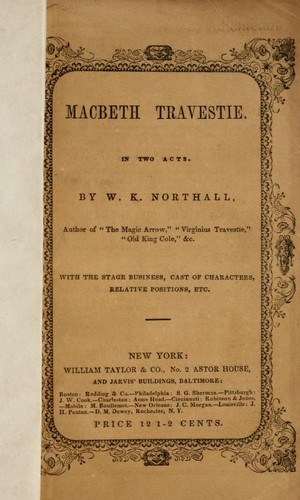 MACBETH TRAVESTIE.
IN TWO ACTS.
BY W. K. NORTHALL,
Author of "The Magic Arrow," "Virginius Travestie,"
"Old King Cole," &c.
WITH THE STAGE BUSINESS, CAST OF CHARACTERS,
RELATIVE POSITIONS, ETC.
NEW YORK:
WILLIAM TAYLOR & CO., No. 2 ASTOR HOUSE,
AND JARVIS' BUILDINGS, BALTIMORE;
Boston: Redding & Co.—Philadelphia: S. G. Sherman.—Pittsburgh:
J. W. Cook.—Charleston: Amos Head.—Cincinnati: Robinson & Jones.
—Mobile: M. Boullemet.—New Orleans: J. C. Morgan.—Louisville: J.
H. Pentan.—D. M. Dewey, Rochester, N. Y.
PRICE 12 1-2 CENTS.